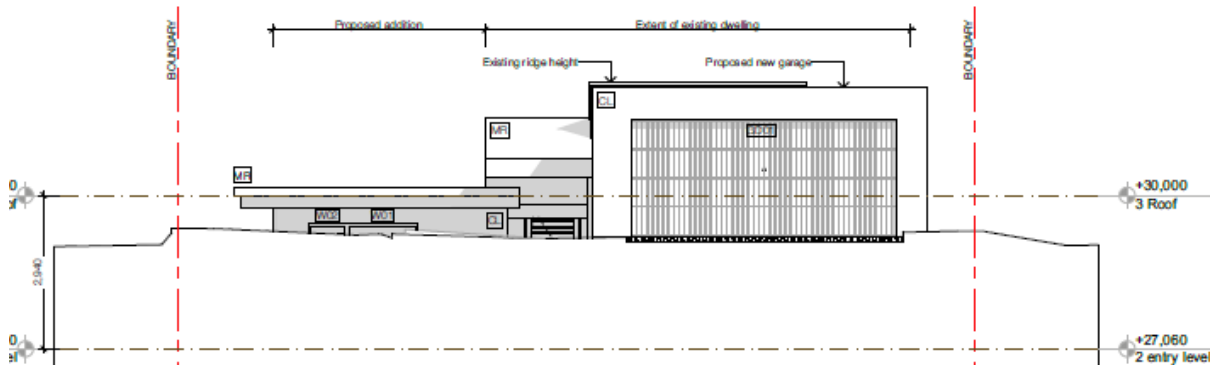 Proposed addition
Extent of existing dwelling
BOUNDARY
BOUNDARY
Existing ridge height
Proposed new garage
CL
MR
MR
+30,000
3 Roof
W02
W01
CL
2,940
+27,060
2 entry level